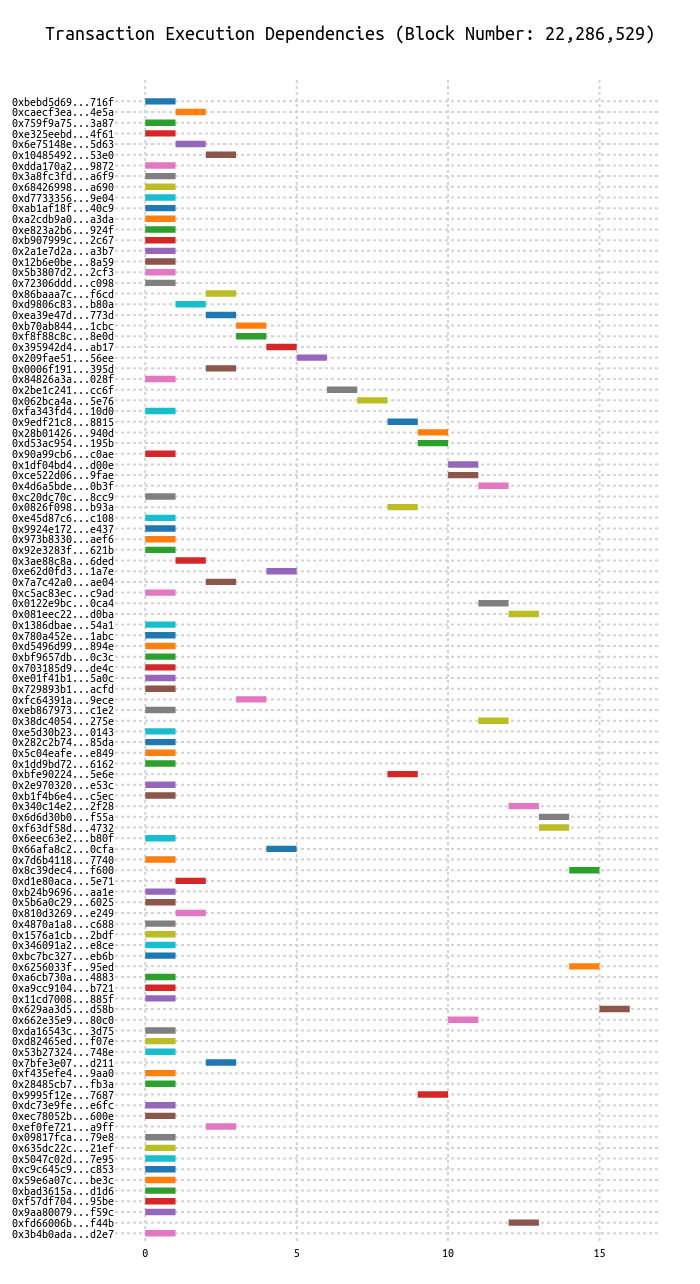 Transaction Execution Dependencies (Block Number: 22,286,529)
0xbebd5d69...716f
0xcaecf3ea...4e5a
0x759f9a75...3a87
0xe325eebd...4f61
0x6e75148e...5d63
0x10485492...53e0
0xdda170a2...9872
0x3a8fc3fd...a6f9
0x68426998...a690
0xd7733356...9e04
0xab1af18f...40c9
0xa2cdb9a0...a3da
0xe823a2b6...924f
0xb907999c...2c67
0x2a1e7d2a...a3b7
0x12b6e0be...8a59
0x5b3807d2...2cf3
0x72306ddd...c098
0x86baaa7c...f6cd
0xd9806c83...b80a
0xea39e47d...773d
0xb70ab844...1cbc
0xf8f88c8c...8e0d
0x395942d4...ab17
0x209fae51...56ee
0x0006f191...395d
0x84826a3a...028f
0x2be1c241...cc6f
0x062bca4a...5e76
0xfa343fd4...10d0
0x9edf21c8...8815
0x28b01426...940d
0xd53ac954...195b
0x90a99cb6...c0ae
0x1df04bd4...d00e
0xce522d06...9fae
0x4d6a5bde...0b3f
0xc20dc70c...8cc9
0x0826f098...b93a
0xe45d87c6...c108
0x9924e172...e437
0x973b8330...aef6
0x92e3283f...621b
0x3ae88c8a...6ded
0xe62d0fd3...1a7e
0x7a7c42a0...ae04
0xc5ac83ec...c9ad
0x0122e9bc...0ca4
0x081eec22...d0ba
0x1386dbae...54a1
0x780a452e...1abc
0xd5496d99...894e
0xbf9657db...0c3c
0x703185d9...de4c
0xe01f41b1...5a0c
0x729893b1...acfd
0xfc64391a...9ece
0xeb867973...c1e2
0x38dc4054...275e
0xe5d30b23...0143
0x282c2b74...85da
0x5c04eafe...e849
0x1dd9bd72...6162
0xbfe90224...5e6e
0x2e970320...e53c
0xb1f4b6e4...c5ec
0x340c14e2...2f28
0x6d6d30b0...f55a
0xf63df58d...4732
0x6eec63e2...b80f
0x66afa8c2...0cfa
0x7d6b4118...7740
0x8c39dec4...f600
0xd1e80aca...5e71
0xb24b9696...aa1e
0x5b6a0c29...6025
0x810d3269...e249
0x4870a1a8...c688
0x1576a1cb...2bdf
0x346091a2...e8ce
0xbc7bc327...eb6b
0x6256033f...95ed
0xa6cb730a...4883
0xa9cc9104...b721
0x11cd7008...885f
0x629aa3d5...d58b
0x662e35e9...80c0
0xda16543c...3d75
0xd82465ed...f07e
0x53b27324...748e
0x7bfe3e07...d211
0xf435efe4...9aa0
0x28485cb7...fb3a
0x9995f12e...7687
0xdc73e9fe...e6fc
0xec78052b...600e
0xef0fe721...a9ff
0x09817fca...79e8
0x635dc22c...21ef
0x5047c02d...7e95
0xc9c645c9...c853
0x59e6a07c...be3c
0xbad3615a...d1d6
0xf57df704...95be
0x9aa80079...f59c
0xfd66006b...f44b
0x3b4b0ada...d2e7
0 5 10 15